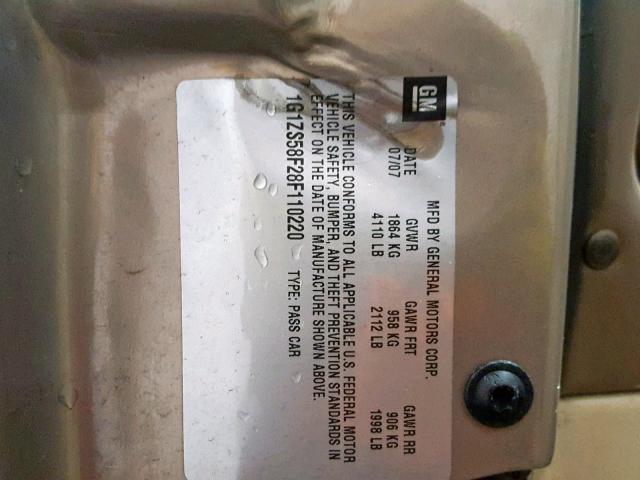 GM
MFD BY GENERAL MOTORS CORP.
DATE GVWR GAWR FRT GAWR RR
07/07 1864 KG 958 KG 906 KG
4110 LB 2112 LB 1998 LB
THIS VEHICLE CONFORMS TO ALL APPLICABLE U.S. FEDERAL MOTOR
VEHICLE SAFETY, BUMPER, AND THEFT PREVENTION STANDARDS IN
EFFECT ON THE DATE OF MANUFACTURE SHOWN ABOVE.
1G1ZS58F28F110220 TYPE: PASS CAR